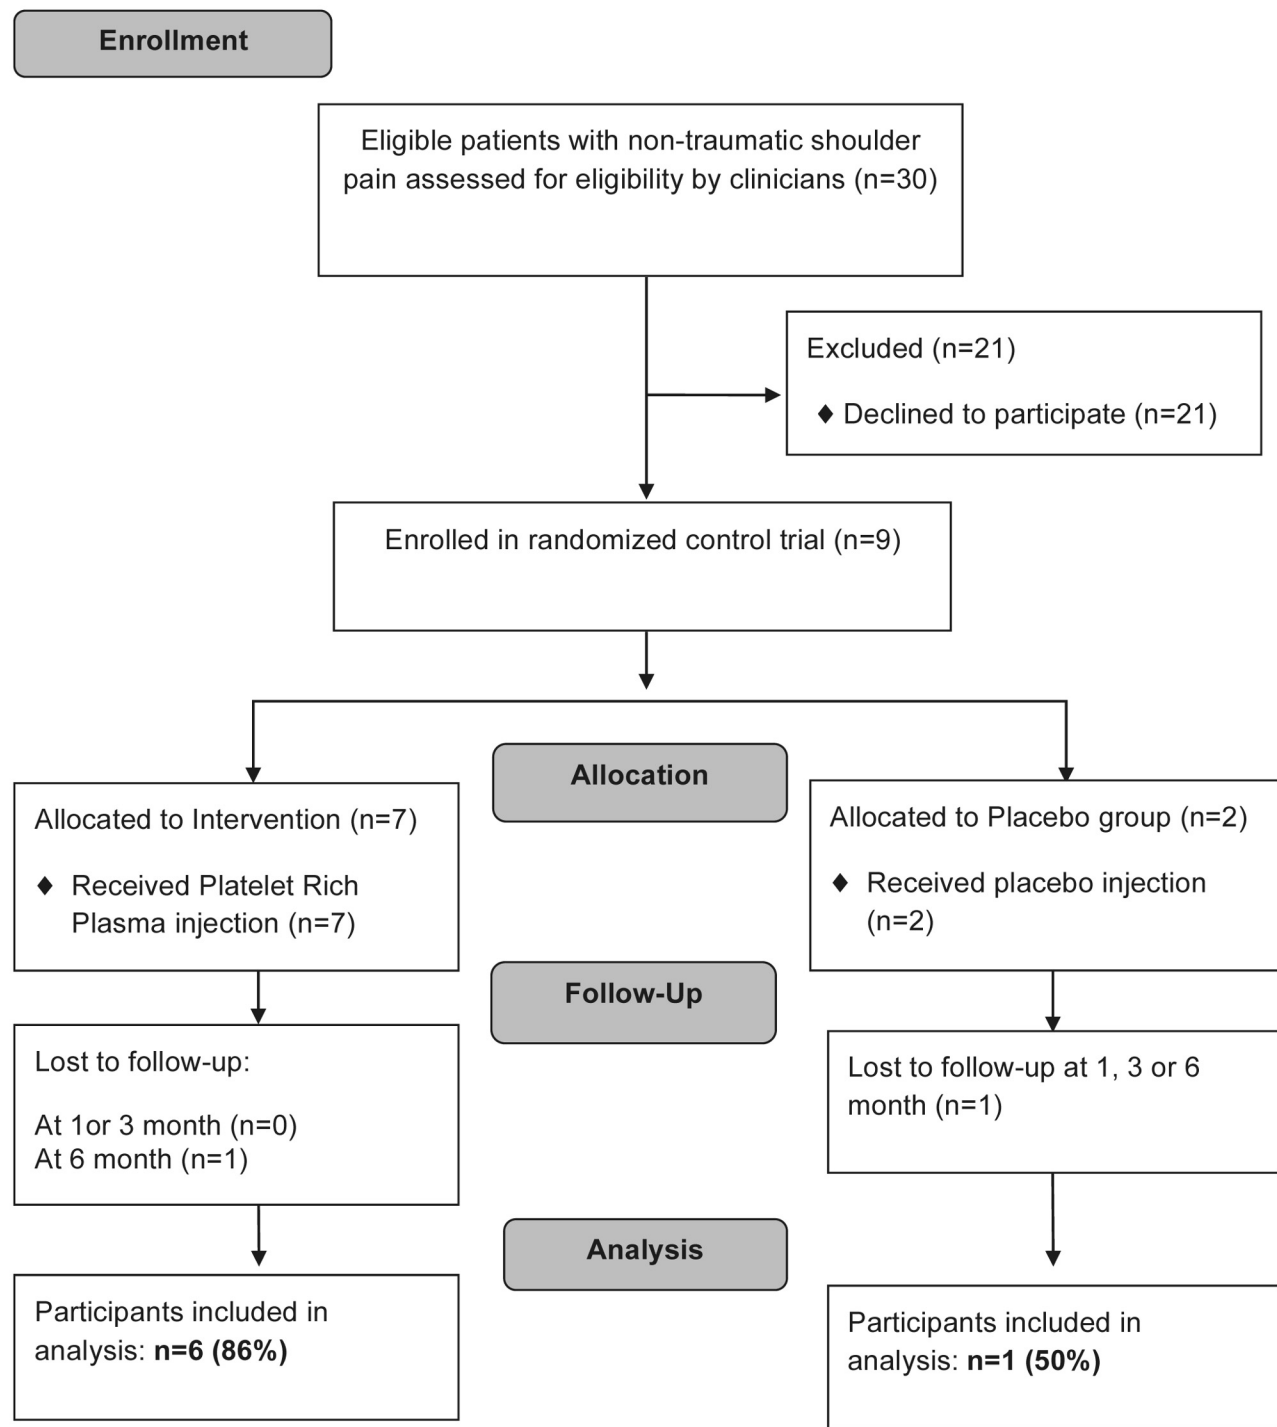 Enrollment
Eligible patients with non-traumatic shoulder
pain assessed for eligibility by clinicians (n=30)
Excluded (n=21)
♦ Declined to participate (n=21)
Enrolled in randomized control trial (n=9)
Allocation
Allocated to Intervention (n=7)
♦ Received Platelet Rich
Plasma injection (n=7)
Allocated to Placebo group (n=2)
♦ Received placebo injection
(n=2)
Follow-Up
Lost to follow-up:
At 1or 3 month (n=0)
At 6 month (n=1)
Lost to follow-up at 1, 3 or 6
month (n=1)
Analysis
Participants included in
analysis: n=6 (86%)
Participants included in
analysis: n=1 (50%)